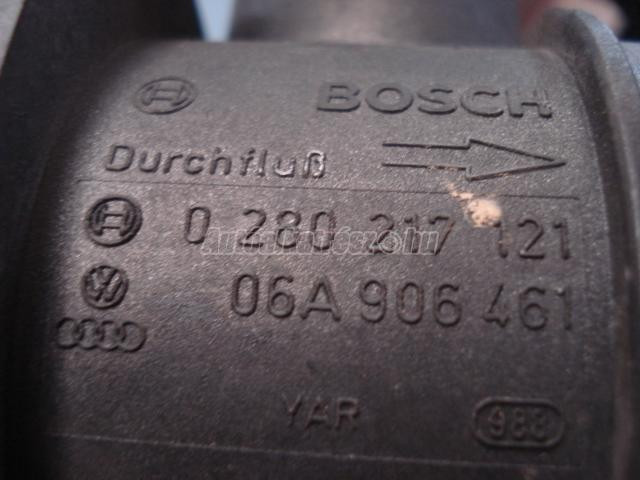 BOSCH
Durchfluß
0 280 217 121
06A 906 461
YAR 988